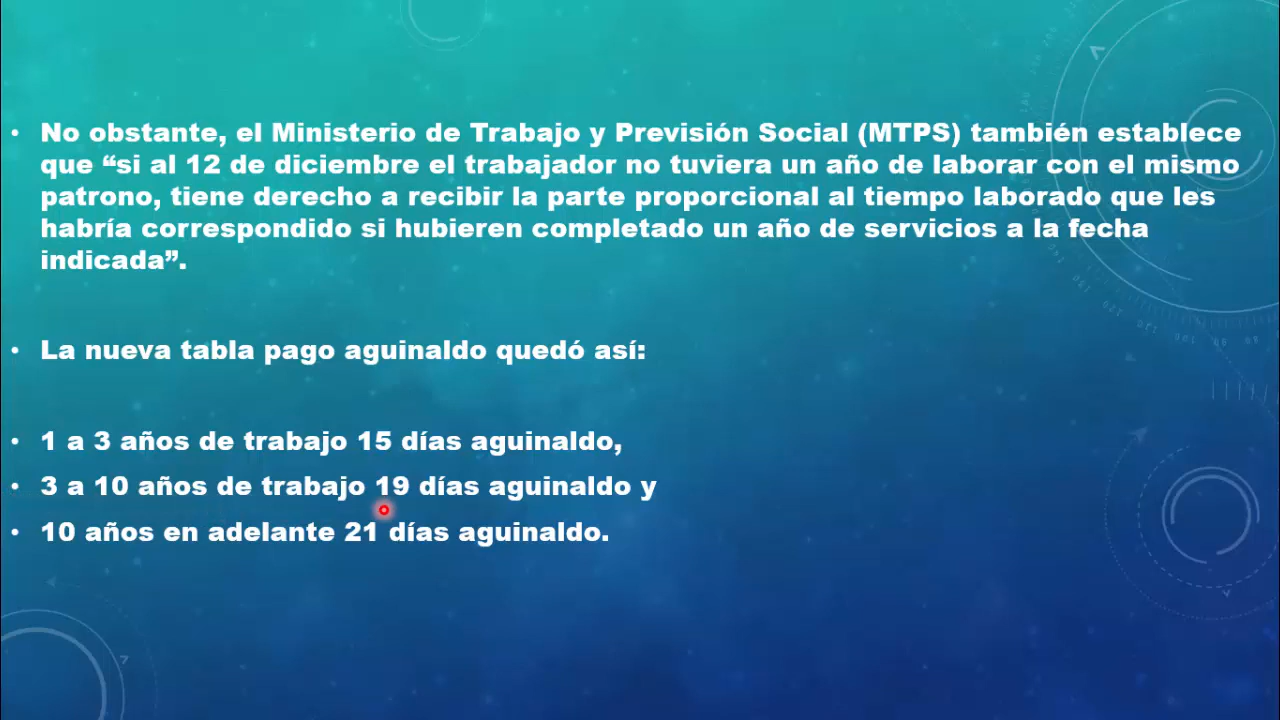 • No obstante, el Ministerio de Trabajo y Previsión Social (MTPS) también establece
que “si al 12 de diciembre el trabajador no tuviera un año de laborar con el mismo
patrono, tiene derecho a recibir la parte proporcional al tiempo laborado que les
habría correspondido si hubieren completado un año de servicios a la fecha
indicada”.
• La nueva tabla pago aguinaldo quedó así:
• 1 a 3 años de trabajo 15 días aguinaldo,
• 3 a 10 años de trabajo 19 días aguinaldo y
• 10 años en adelante 21 días aguinaldo.